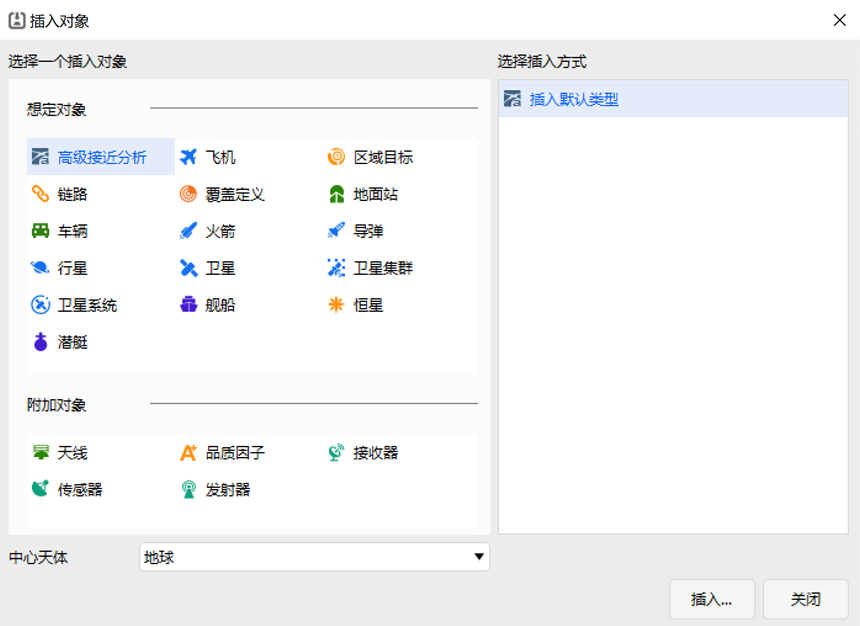 插入对象
选择一个插入对象
选择插入方式
想定对象
插入默认类型
高级接近分析 飞机 区域目标
链路 覆盖定义 地面站
车辆 火箭 导弹
行星 卫星 卫星集群
卫星系统 舰船 恒星
潜艇
附加对象
天线 品质因子 接收器
传感器 发射器
中心天体 地球
插入... 关闭